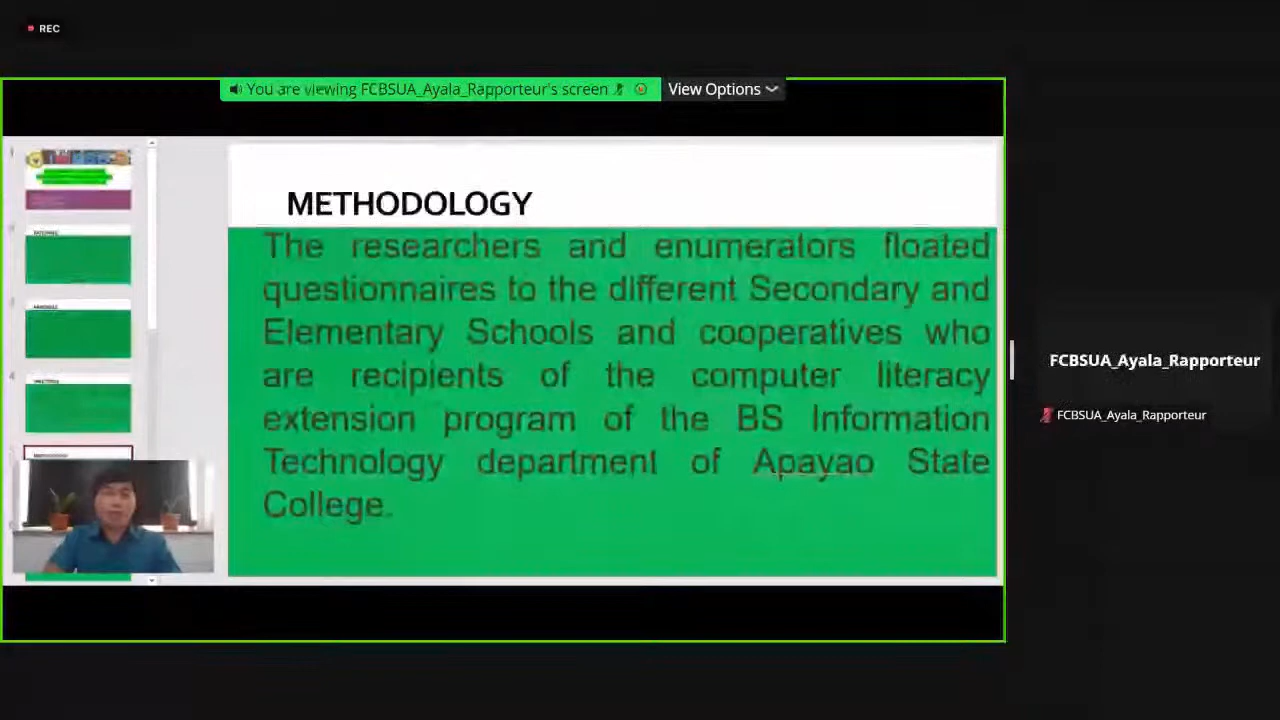 REC
You are viewing FCBSUA_Ayala_Rapporteur's screen
View Options
METHODOLOGY
The researchers and enumerators floated
questionnaires to the different Secondary and
Elementary Schools and cooperatives who
are recipients of the computer literacy
extension program of the BS Information
Technology department of Apayao State
College.
FCBSUA_Ayala_Rapporteur
FCBSUA_Ayala_Rapporteur